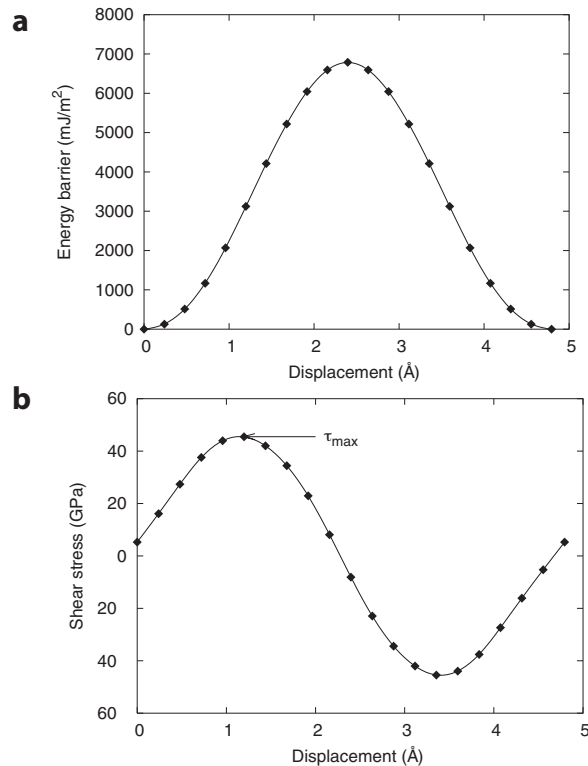 a
8000
7000
6000
5000
4000
3000
2000
1000
0
Energy barrier (mJ/m²)
0 1 2 3 4 5
Displacement (Å)
b
60
40
20
0
20
40
60
Shear stress (GPa)
τmax
0 1 2 3 4 5
Displacement (Å)